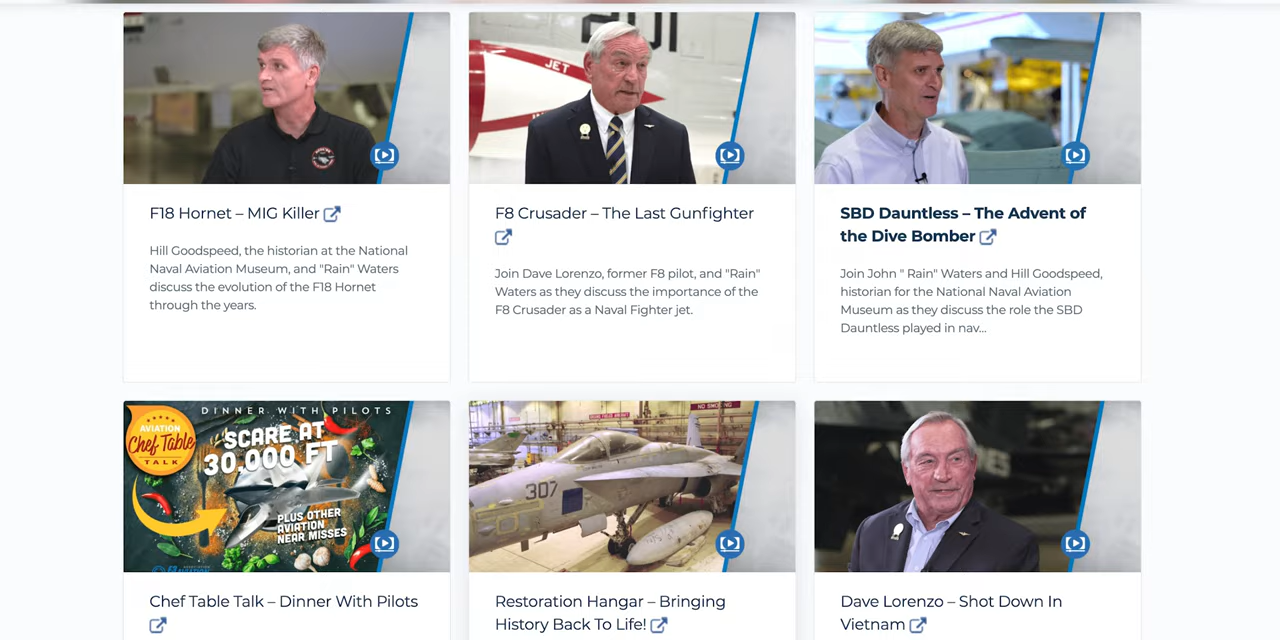 JET
F18 Hornet – MIG Killer
Hill Goodspeed, the historian at the National
Naval Aviation Museum, and "Rain" Waters
discuss the evolution of the F18 Hornet
through the years.
F8 Crusader – The Last Gunfighter
Join Dave Lorenzo, former F8 pilot, and "Rain"
Waters as they discuss the importance of the
F8 Crusader as a Naval Fighter jet.
SBD Dauntless – The Advent of
the Dive Bomber
Join John " Rain" Waters and Hill Goodspeed,
historian for the National Naval Aviation
Museum as they discuss the role the SBD
Dauntless played in nav...
DINNER WITH PILOTS
AVIATION
Chef Table
TALK
SCARE AT
30,000 FT
PLUS OTHER
AVIATION
NEAR MISSES
NO SMOKING
307
Chef Table Talk – Dinner With Pilots
Restoration Hangar – Bringing
History Back To Life!
Dave Lorenzo – Shot Down In
Vietnam